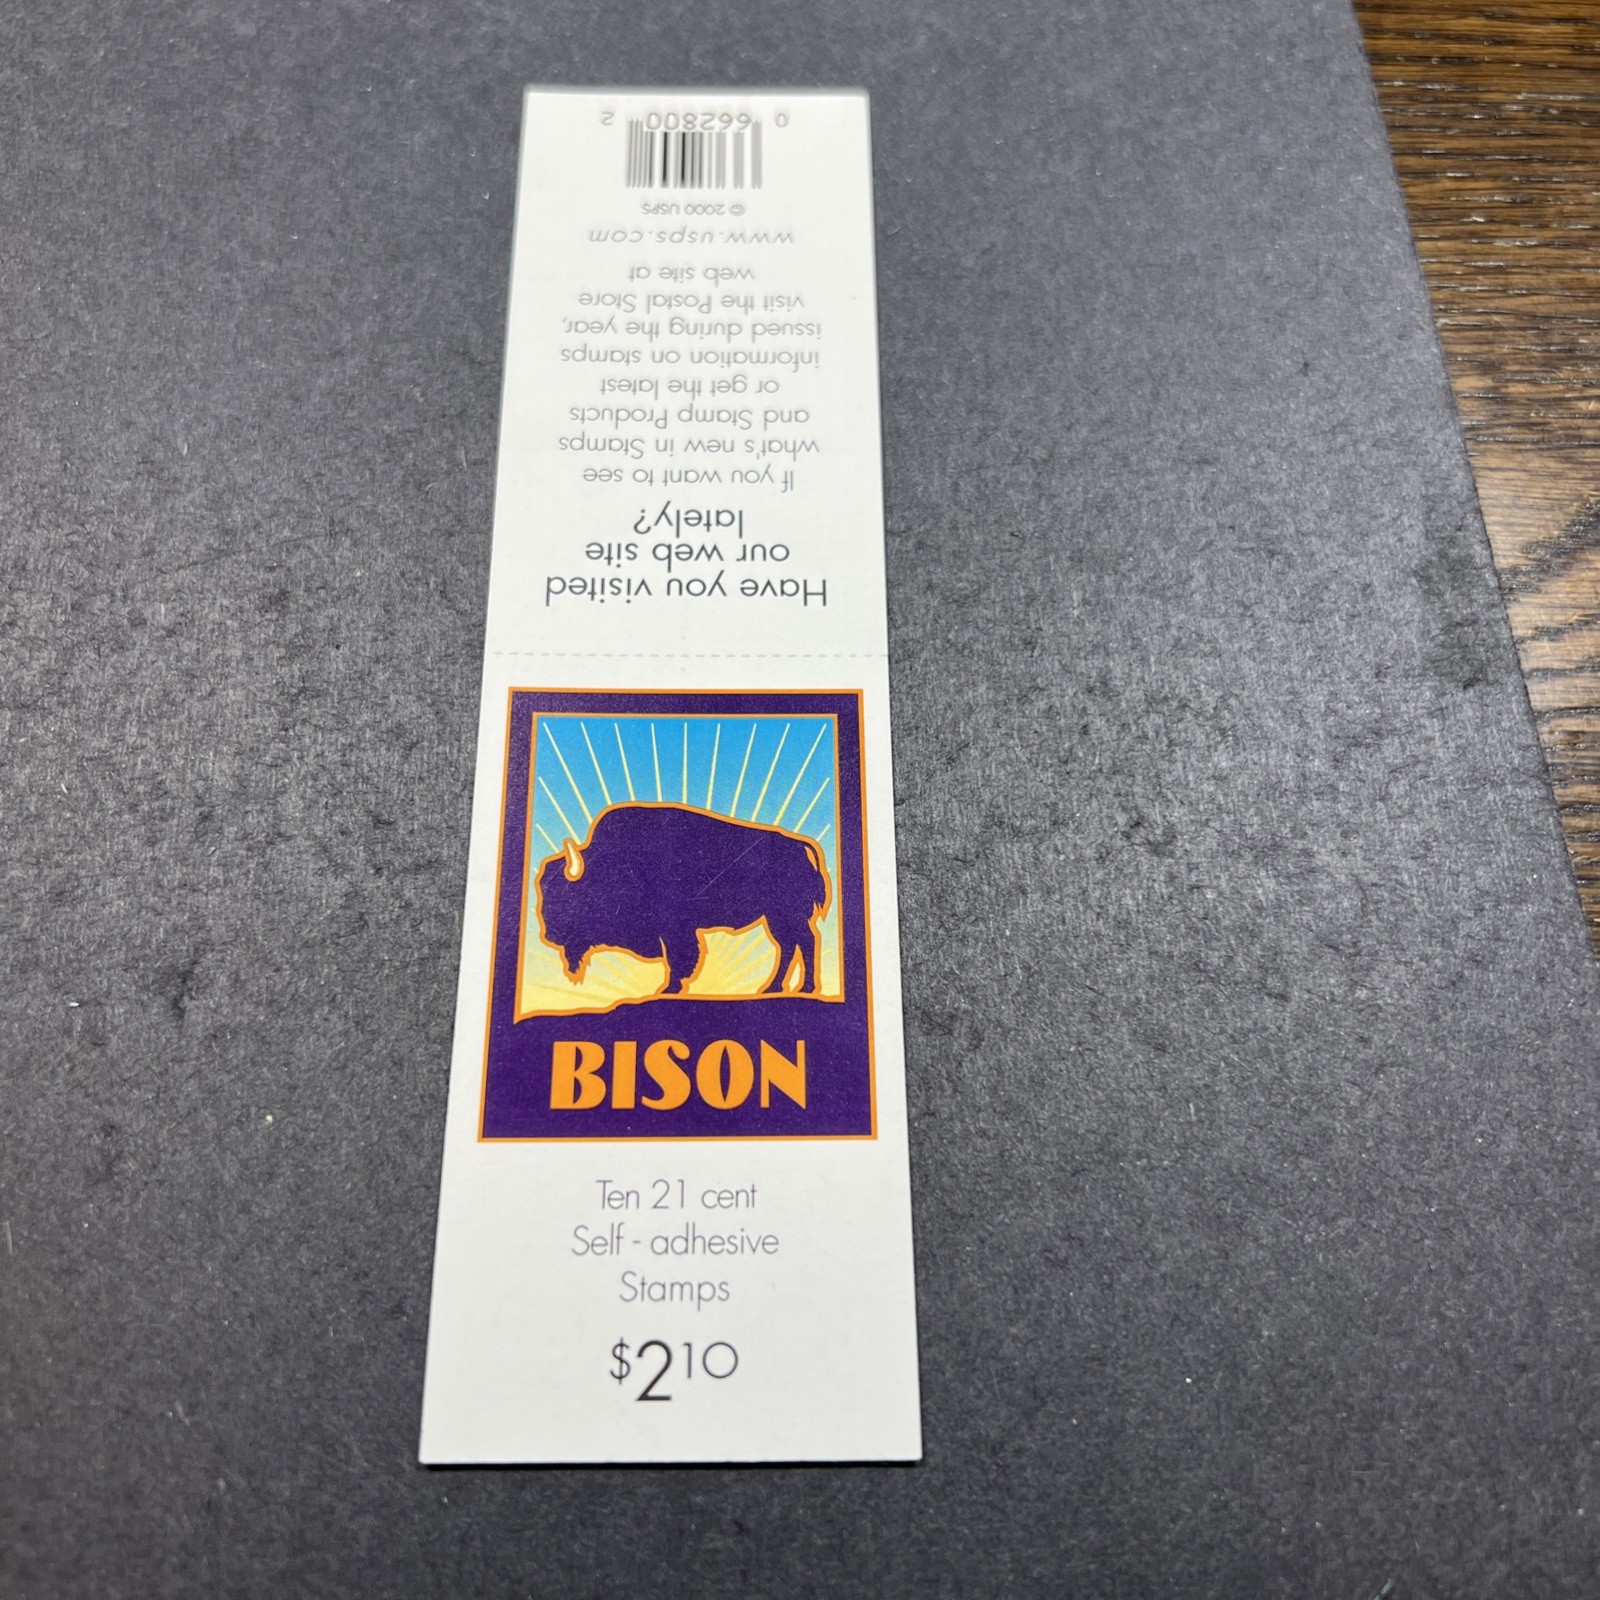 BISON
Ten 21 cent
Self - adhesive
Stamps
$2 10
Have you visited
our web site
lately?
If you want to see
what's new in Stamps
and Stamp Products
or get the latest
information on stamps
issued during the year,
visit the Postal Store
web site at
www.usps.com
© 2000 USPS
0 662800 2